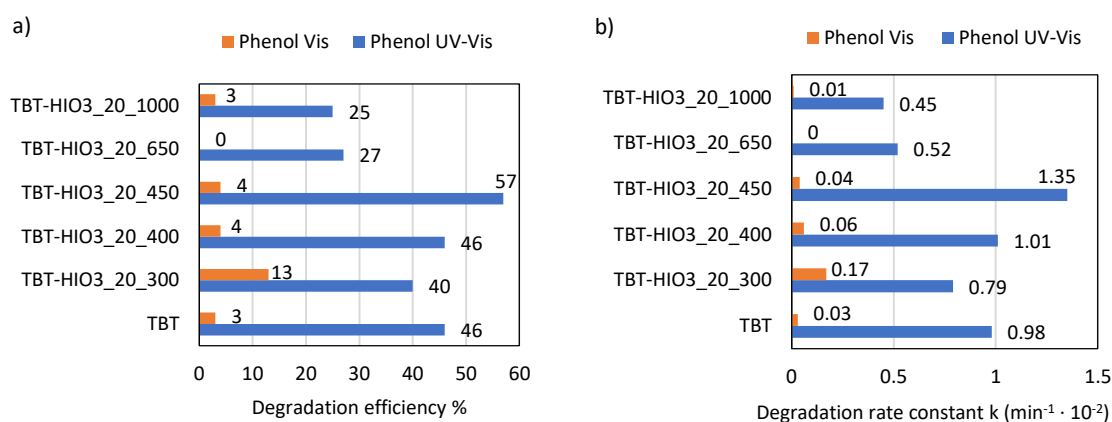 a)
Phenol Vis Phenol UV-Vis
TBT-HIO3_20_1000 3 25
TBT-HIO3_20_650 0 27
TBT-HIO3_20_450 4 57
TBT-HIO3_20_400 4 46
TBT-HIO3_20_300 13 40
TBT 3 46
0 10 20 30 40 50 60
Degradation efficiency %
b)
Phenol Vis Phenol UV-Vis
TBT-HIO3_20_1000 0.01 0.45
TBT-HIO3_20_650 0 0.52
TBT-HIO3_20_450 0.04 1.35
TBT-HIO3_20_400 0.06 1.01
TBT-HIO3_20_300 0.17 0.79
TBT 0.03 0.98
0 0.5 1 1.5
Degradation rate constant k (min⁻¹ · 10⁻²)